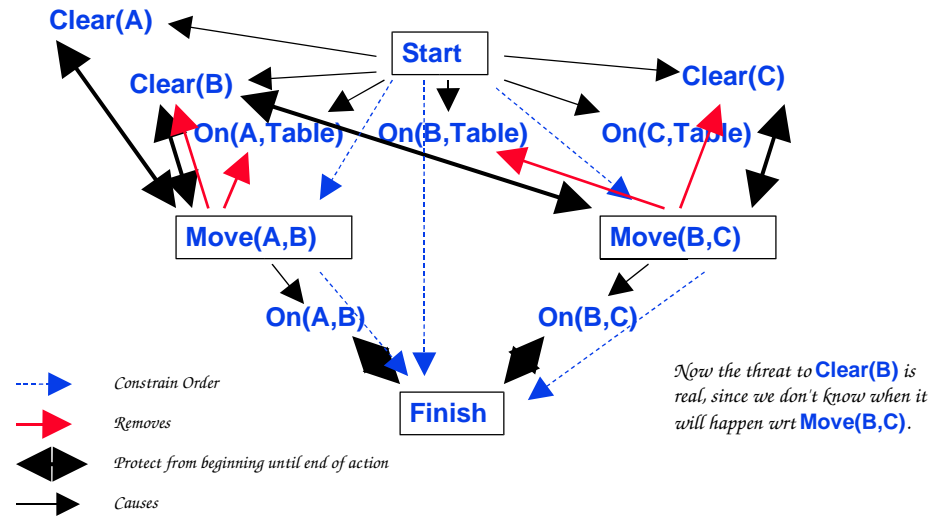 Clear(A)
Start
Clear(B)
Clear(C)
On(A,Table)
On(B,Table)
On(C,Table)
Move(A,B)
Move(B,C)
On(A,B)
On(B,C)
Constrain Order
Removes
Protect from beginning until end of action
Causes
Finish
Now the threat to Clear(B) is
real, since we don't know when it
will happen wrt Move(B,C).